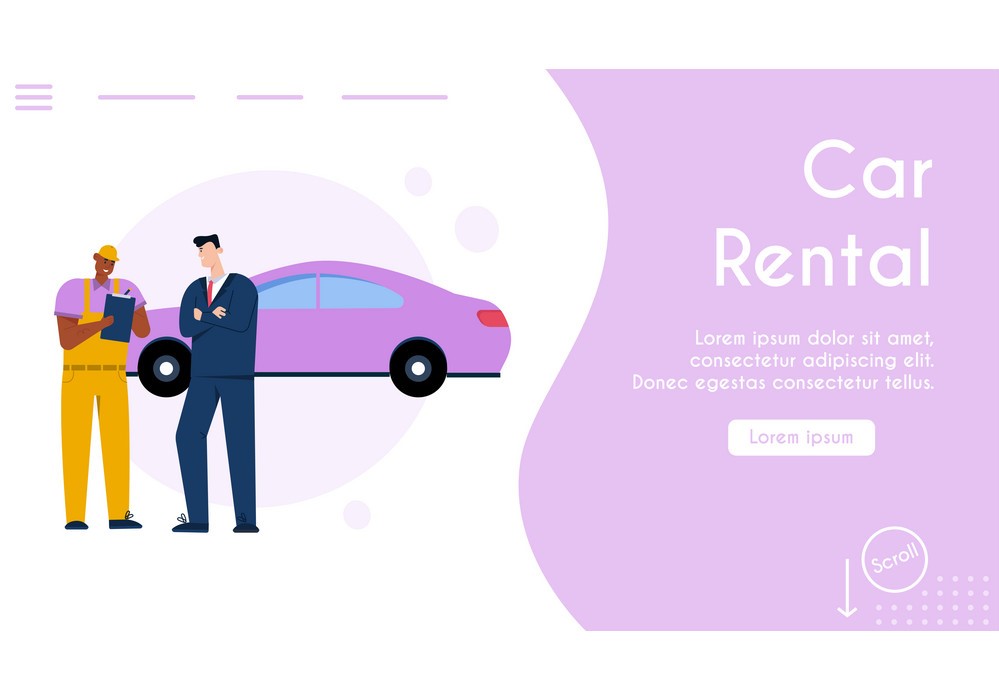 Car
Rental
Lorem ipsum dolor sit amet,
consectetur adipiscing elit.
Donec egestas consectetur tellus.
Lorem ipsum
Scroll